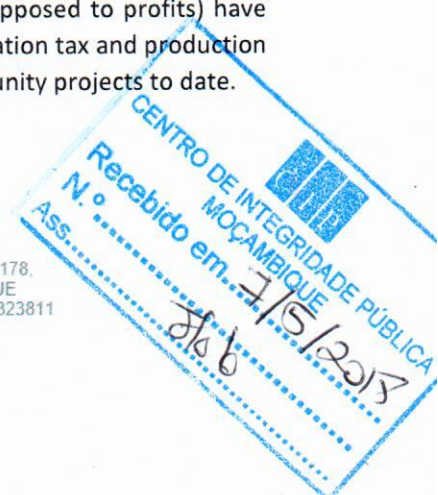 pposed to profits) have
ation tax and production
unity projects to date.
CENTRO DE INTEGRIDADE PÚBLICA
MOÇAMBIQUE
Recebido em 7/5/2018
N.º
Ass.
178,
UE
823811